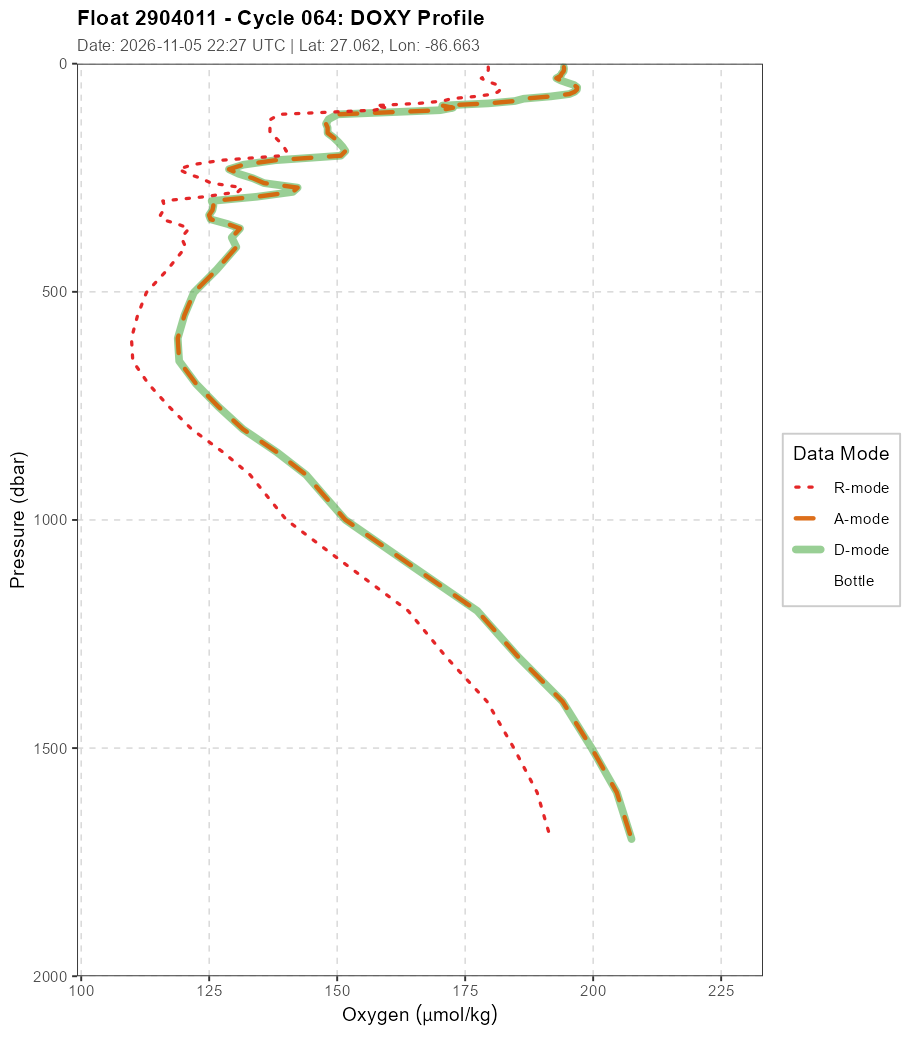 Float 2904011 - Cycle 064: DOXY Profile
Date: 2026-11-05 22:27 UTC | Lat: 27.062, Lon: -86.663
0
500
1000
1500
2000
Pressure (dbar)
100
125
150
175
200
225
Oxygen (µmol/kg)
Data Mode
R-mode
A-mode
D-mode
Bottle